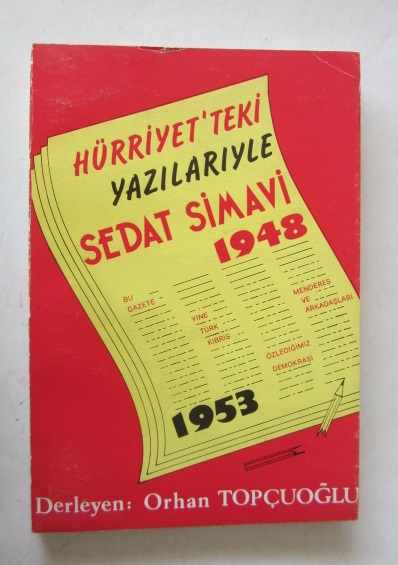 HÜRRİYET'TEKİ
YAZILARIYLE
SEDAT SİMAVİ
1948
BU
GAZETE
YİNE
TÜRK
KIBRIS
MENDERES
VE
ARKADAŞLARI
ÖZLEDİĞİMİZ
DEMOKRASİ
1953
Derleyen: Orhan TOPÇUOĞLU